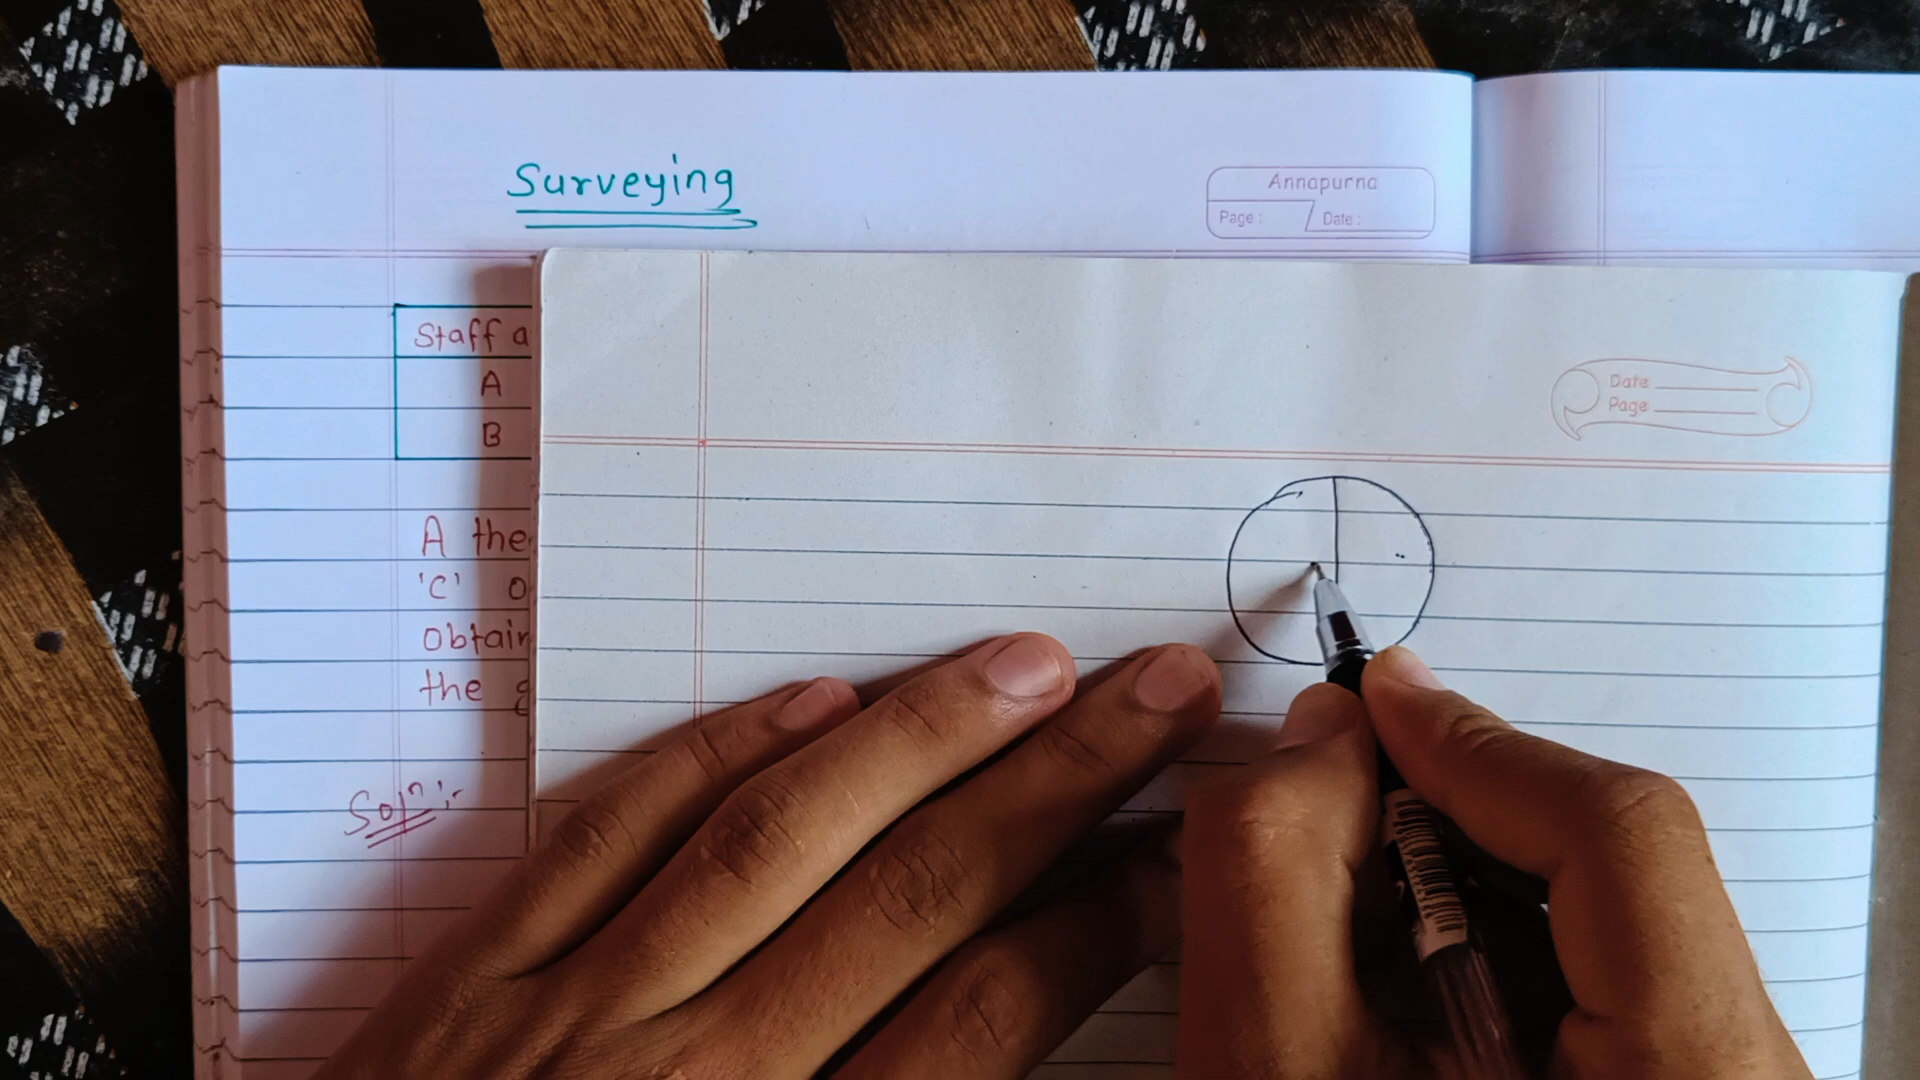 Surveying
Annapurna
Page :
Date :
Staff a
A
B
Date
Page
A the
'C' o
obtain
the g
Soln :-